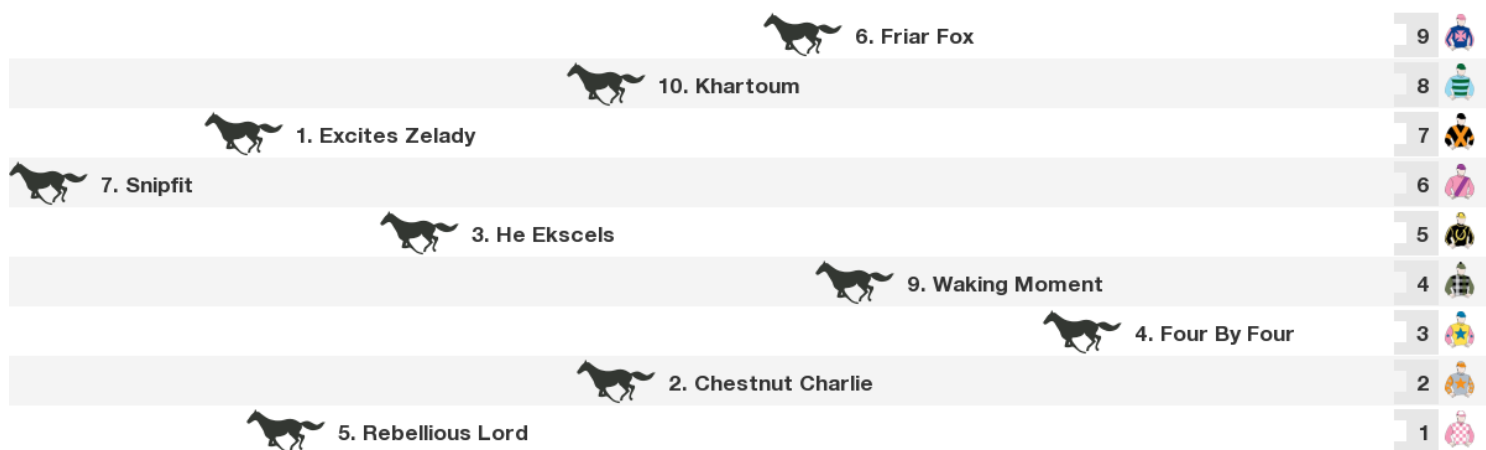 6. Friar Fox 9
10. Khartoum 8
1. Excites Zelady 7
7. Snipfit 6
3. He Ekscels 5
9. Waking Moment 4
4. Four By Four 3
2. Chestnut Charlie 2
5. Rebellious Lord 1